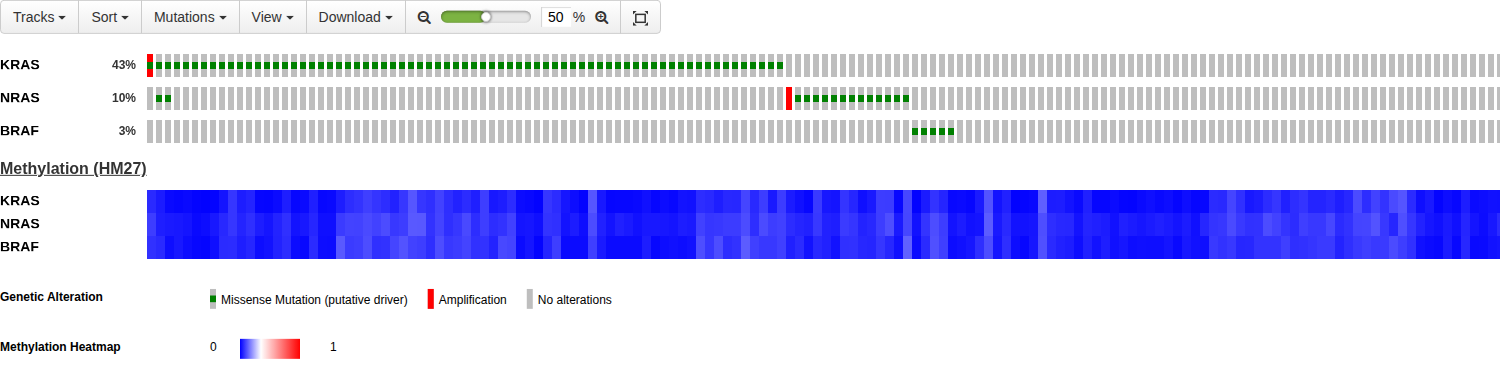 Tracks Sort Mutations View Download 50 %
KRAS 43%
NRAS 10%
BRAF 3%
Methylation (HM27)
KRAS
NRAS
BRAF
Genetic Alteration Missense Mutation (putative driver) Amplification No alterations
Methylation Heatmap 0 1